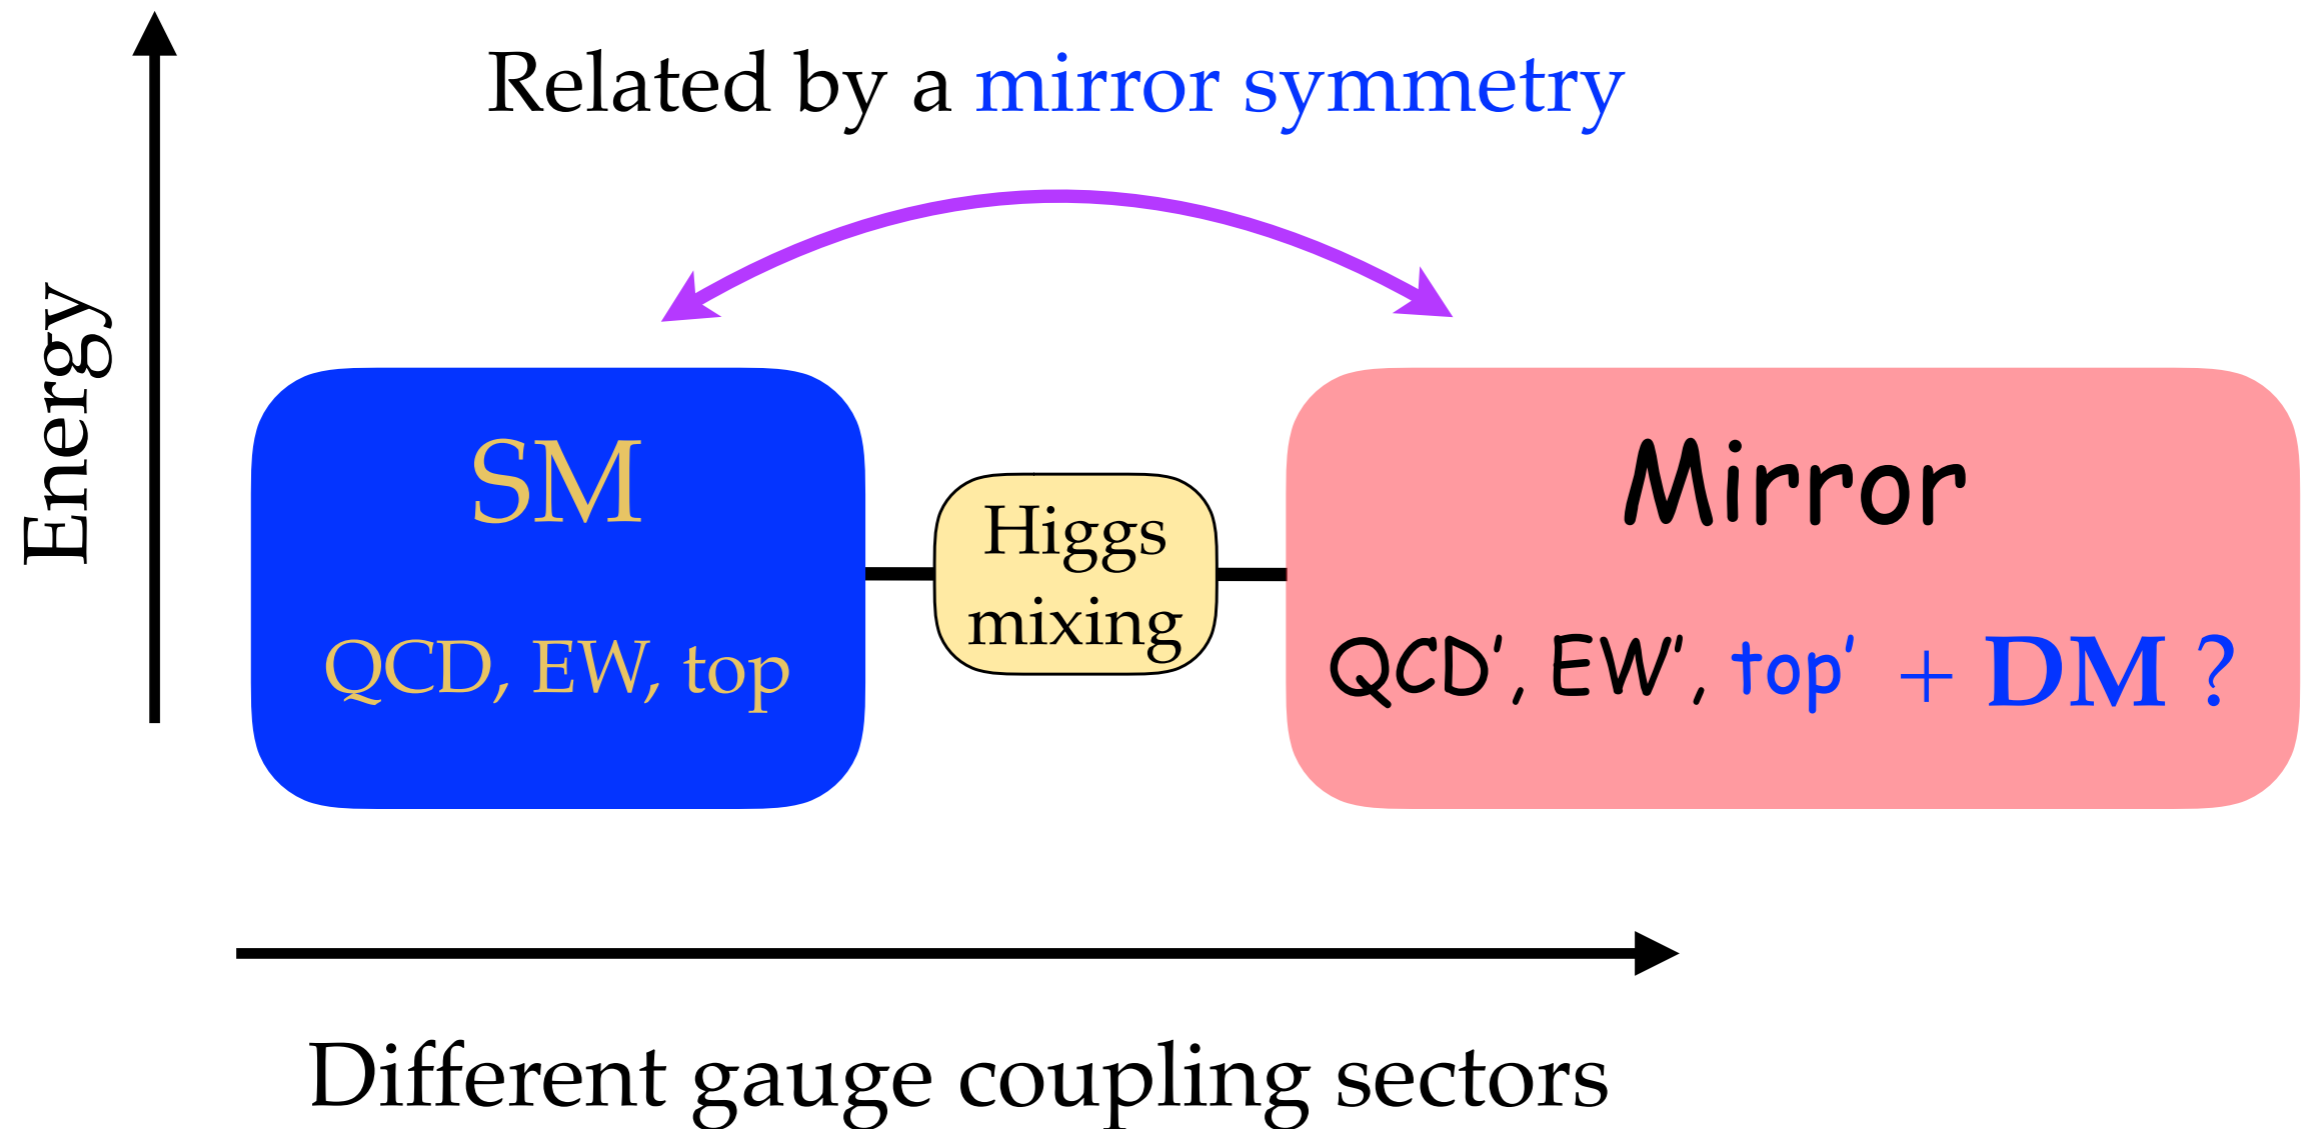 Related by a mirror symmetry
Energy
SM
QCD, EW, top
Higgs
mixing
Mirror
QCD', EW', top' + DM ?
Different gauge coupling sectors